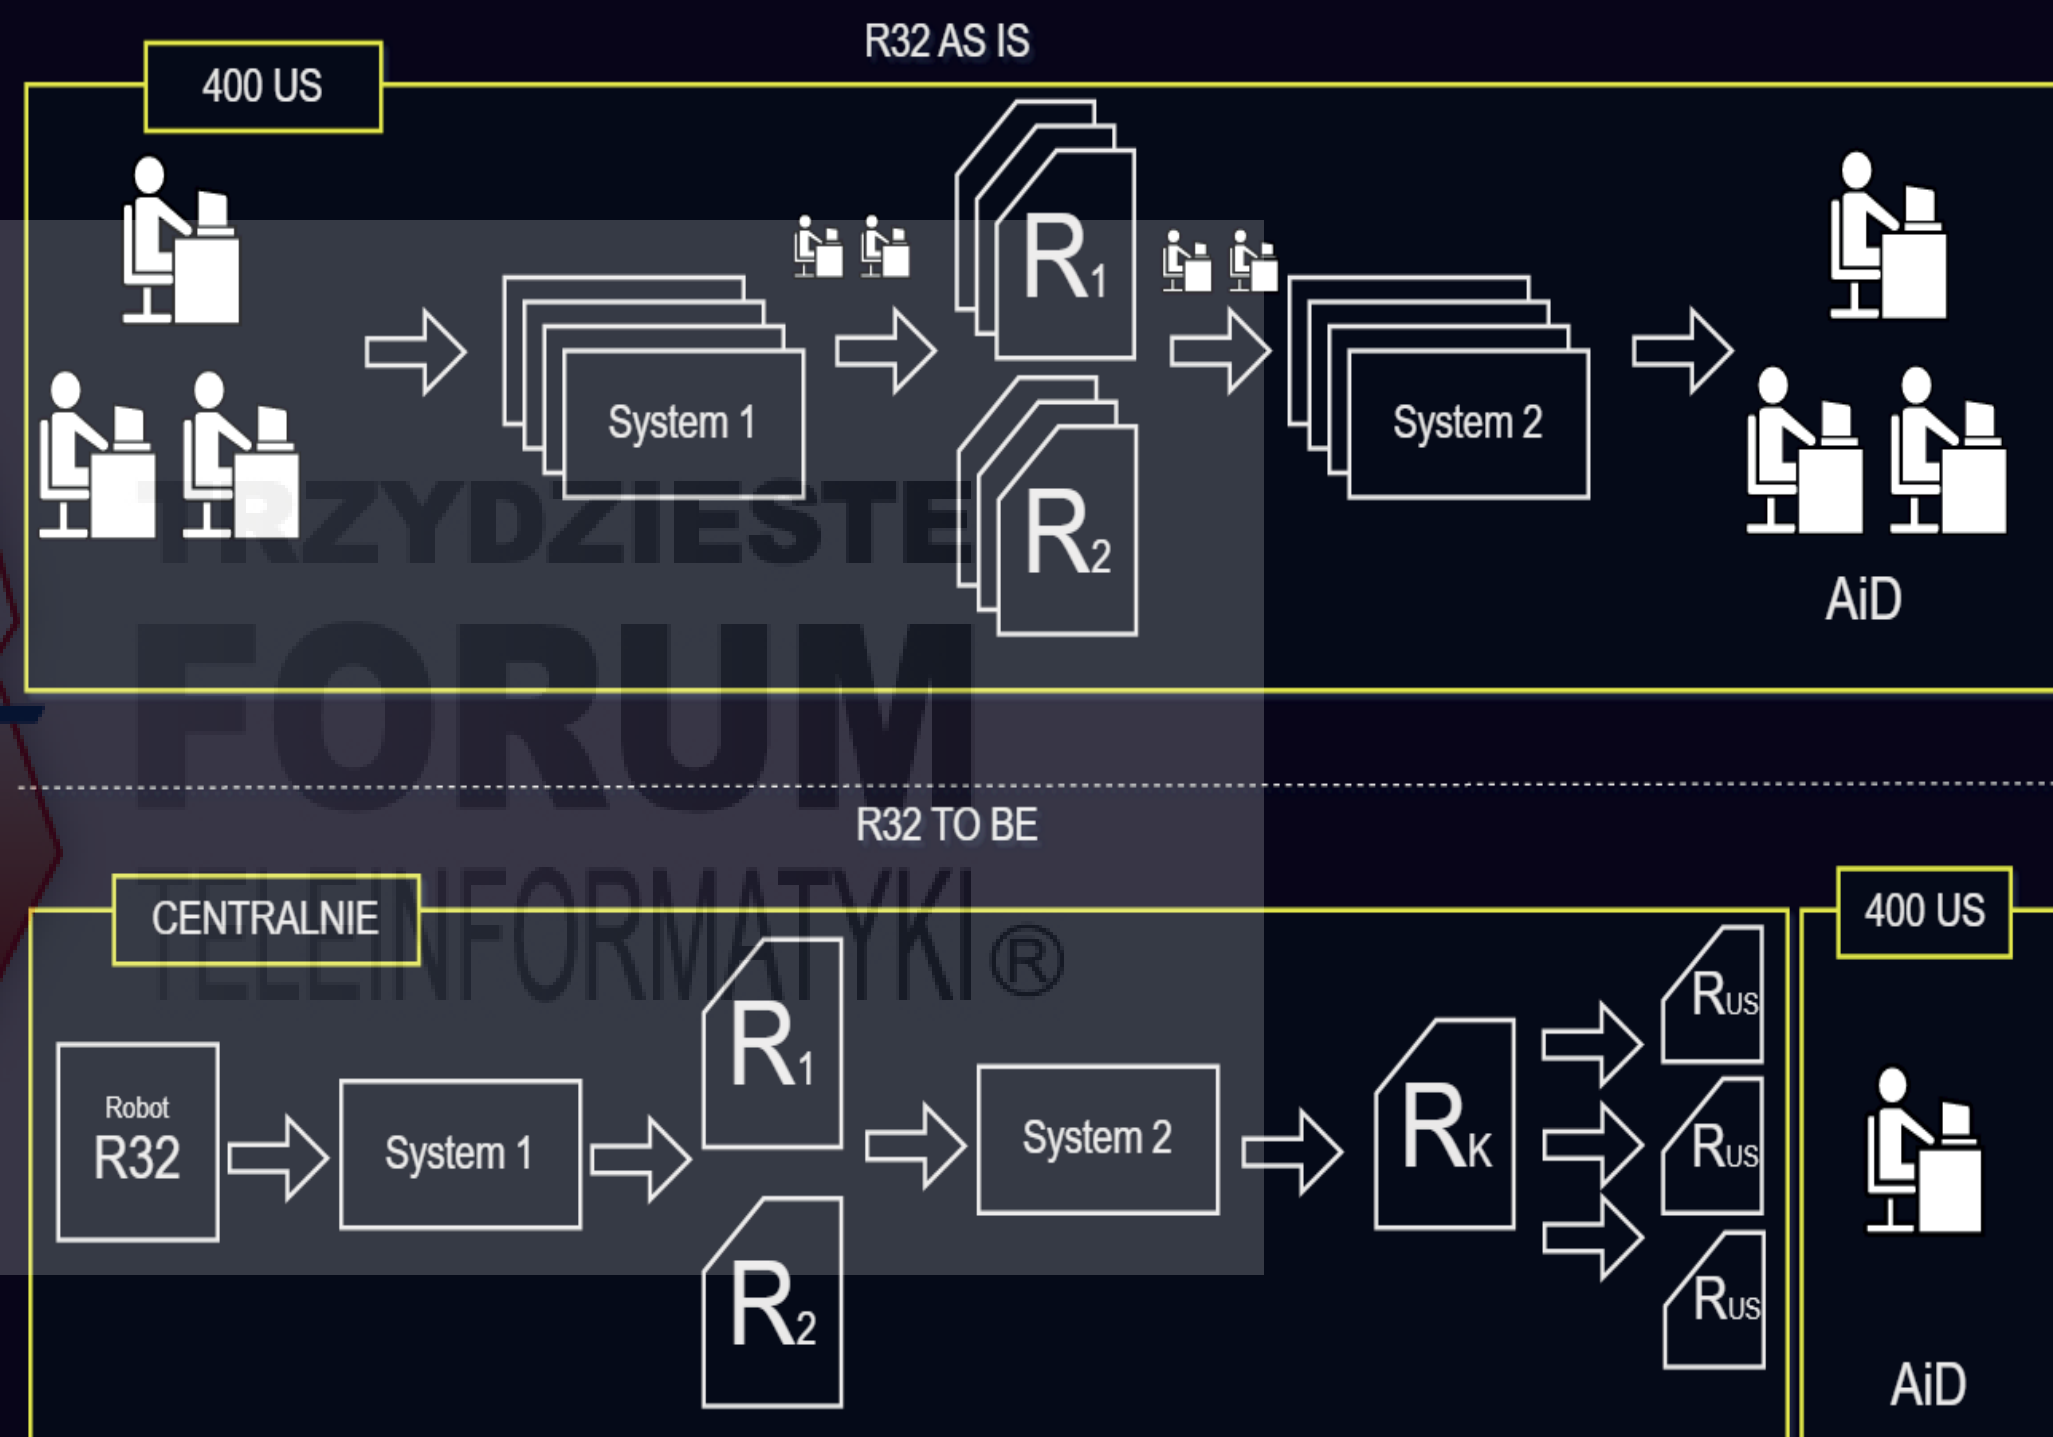 R32 AS IS
400 US
R1
System 1
System 2
R2
AiD
TRZYDZIESTE
FORUM
TELEINFORMATYKI ®
R32 TO BE
CENTRALNIE
400 US
Robot
R32
System 1
R1
R2
System 2
RK
RUS
RUS
RUS
AiD